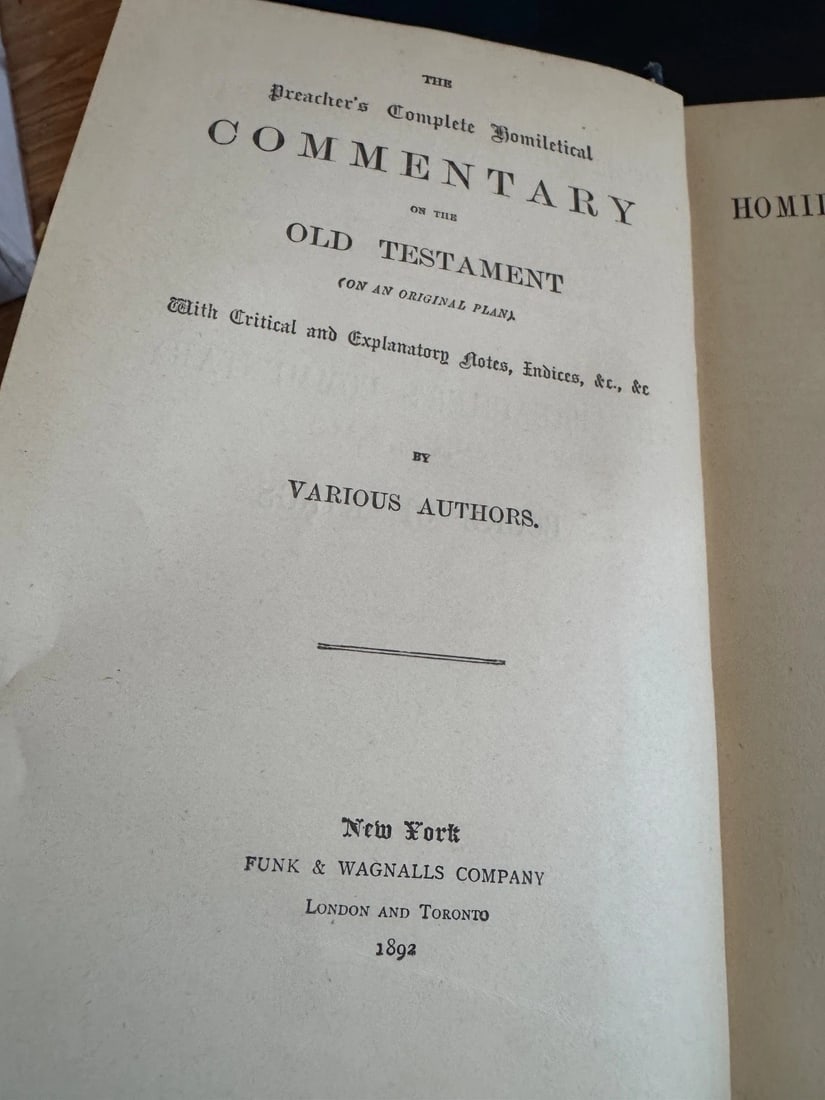 THE
Preacher's Complete Homiletical
COMMENTARY
ON THE
OLD TESTAMENT
(ON AN ORIGINAL PLAN),
With Critical and Explanatory Notes, Indices, &c., &c
BY
VARIOUS AUTHORS.
New York
FUNK & WAGNALLS COMPANY
LONDON AND TORONTO
1892